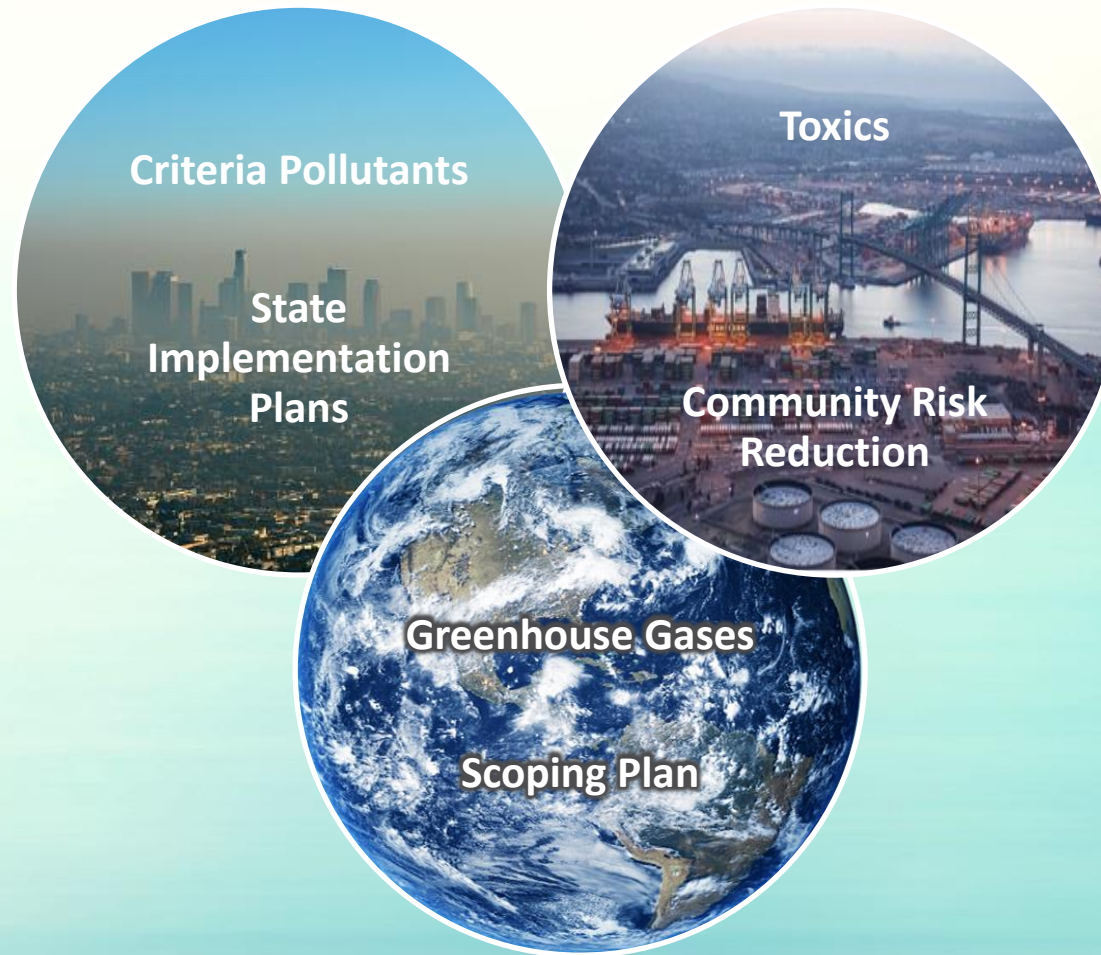 Criteria Pollutants
State
Implementation
Plans
Toxics
Community Risk
Reduction
Greenhouse Gases
Scoping Plan